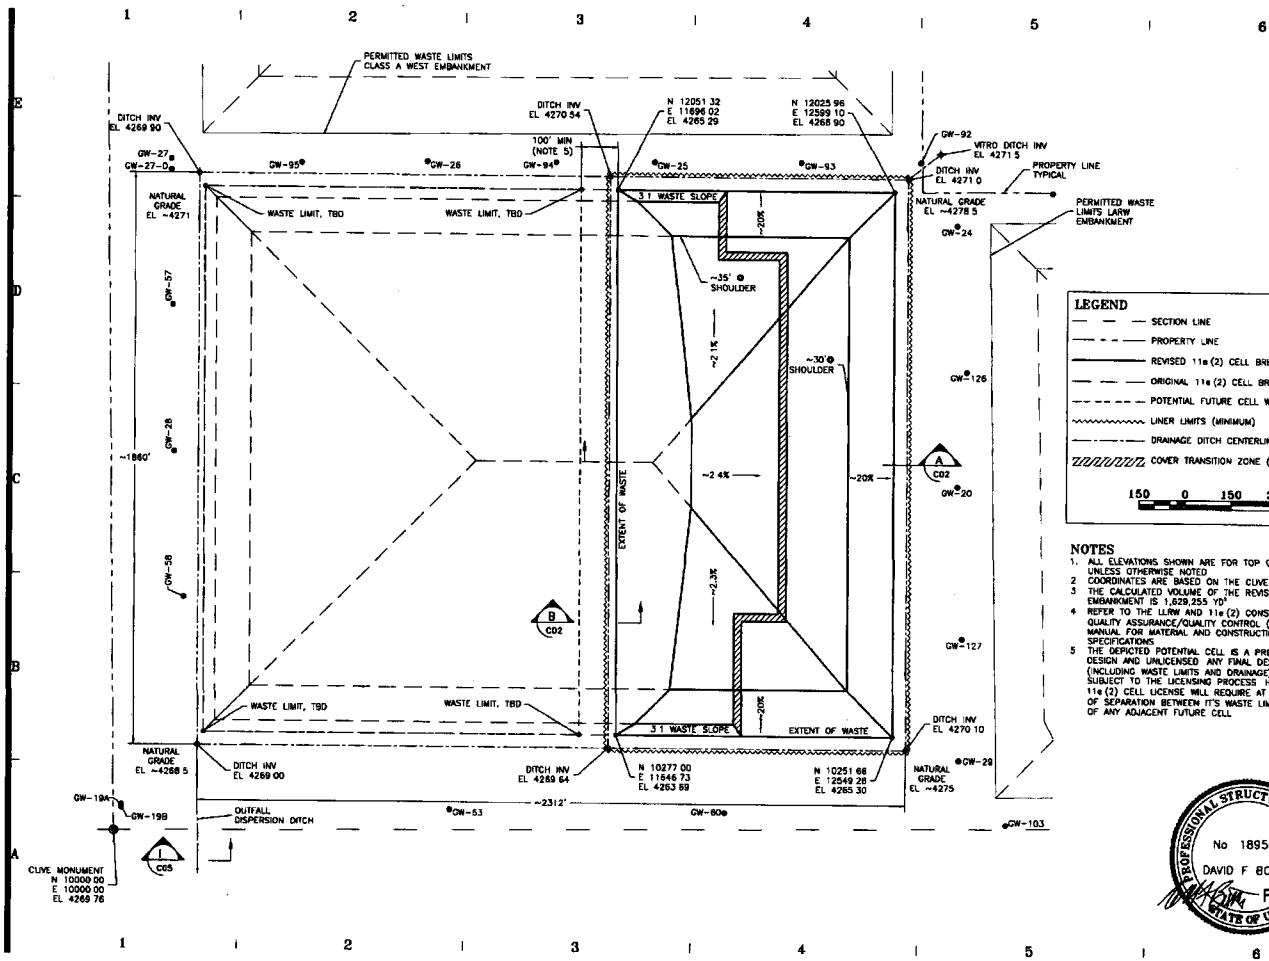 1 2 3 4 5 6
E
D
C
B
A
PERMITTED WASTE LIMITS
CLASS A WEST EMBANKMENT
DITCH INV
EL 4269 90
DITCH INV
EL 4270 54
N 12051 32
E 11696 02
EL 4265 29
N 12025 96
E 12599 10
EL 4268 90
100' MIN
(NOTE 5)
GW-27
GW-27-D
GW-95
GW-26
GW-94
GW-25
GW-93
GW-92
VITRO DITCH INV
EL 4271 5
DITCH INV
EL 4271 0
PROPERTY LINE
TYPICAL
NATURAL
GRADE
EL ~4271
WASTE LIMIT, TBD
WASTE LIMIT, TBD
3 1 WASTE SLOPE
~20%
NATURAL GRADE
EL ~4278 5
GW-24
PERMITTED WASTE
LIMITS LARW
EMBANKMENT
GW-57
~35'
SHOULDER
~2 1%
~30'
SHOULDER
GW-126
GW-28
~1860'
EXTENT OF WASTE
~2 4%
~20%
A
C02
GW-20
GW-58
B
C02
~2.3%
GW-127
WASTE LIMIT, TBD
WASTE LIMIT, TBD
3 1 WASTE SLOPE
~20%
EXTENT OF WASTE
DITCH INV
EL 4270 10
NATURAL
GRADE
EL ~4268 5
DITCH INV
EL 4269 00
DITCH INV
EL 4269 64
N 10277 00
E 11646 73
EL 4263 69
N 10251 66
E 12549 28
EL 4265 30
NATURAL
GRADE
EL ~4275
GW-29
GW-19A
GW-19B
~2312'
OUTFALL
DISPERSION DITCH
GW-63
GW-60
GW-103
1
C05
CLIVE MONUMENT
N 10000 00
E 10000 00
EL 4269 76
LEGEND
SECTION LINE
PROPERTY LINE
REVISED 11e (2) CELL BRE
ORIGINAL 11e (2) CELL BR
POTENTIAL FUTURE CELL W
LINER LIMITS (MINIMUM)
DRAINAGE DITCH CENTERLIN
COVER TRANSITION ZONE (
150 0 150
NOTES
1. ALL ELEVATIONS SHOWN ARE FOR TOP
UNLESS OTHERWISE NOTED
2 COORDINATES ARE BASED ON THE CLIVE
3 THE CALCULATED VOLUME OF THE REVIS
EMBANKMENT IS 1,629,255 YD³
4 REFER TO THE LLRW AND 11e (2) CONS
QUALITY ASSURANCE/QUALITY CONTROL (
MANUAL FOR MATERIAL AND CONSTRUCTI
SPECIFICATIONS
5 THE DEPICTED POTENTIAL CELL IS A PRE
DESIGN AND UNLICENSED ANY FINAL DES
(INCLUDING WASTE LIMITS AND DRAINAGE)
SUBJECT TO THE LICENSING PROCESS H
11e (2) CELL LICENSE WILL REQUIRE AT
OF SEPARATION BETWEEN IT'S WASTE LIM
OF ANY ADJACENT FUTURE CELL
PROFESSIONAL STRUCT
No 1895
DAVID F BO
STATE OF U
1 2 3 4 5 6